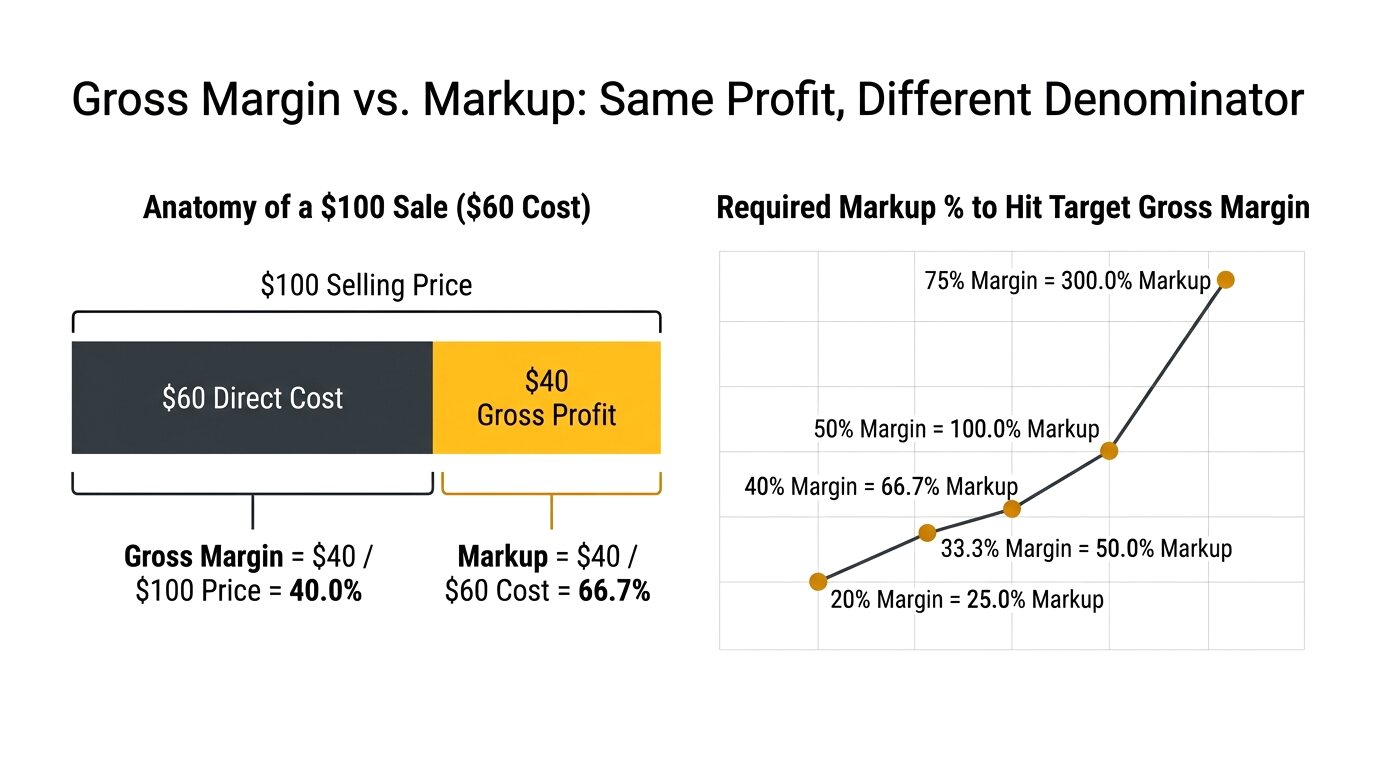 Gross Margin vs. Markup: Same Profit, Different Denominator
Anatomy of a $100 Sale ($60 Cost)
$100 Selling Price
$60 Direct Cost
$40
Gross Profit
Gross Margin = $40 /
$100 Price = 40.0%
Markup = $40 /
$60 Cost = 66.7%
Required Markup % to Hit Target Gross Margin
75% Margin = 300.0% Markup
50% Margin = 100.0% Markup
40% Margin = 66.7% Markup
33.3% Margin = 50.0% Markup
20% Margin = 25.0% Markup